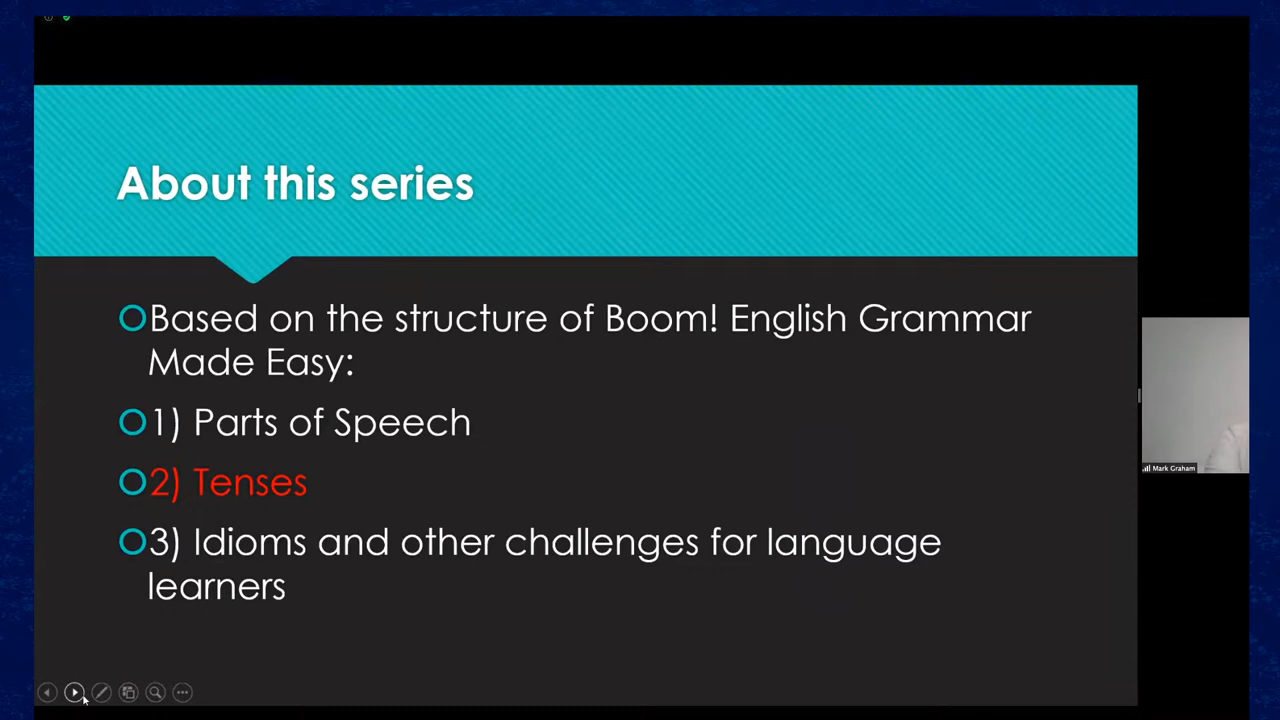 About this series
Based on the structure of Boom! English Grammar
Made Easy:
1) Parts of Speech
2) Tenses
3) Idioms and other challenges for language
learners
Mark Graham